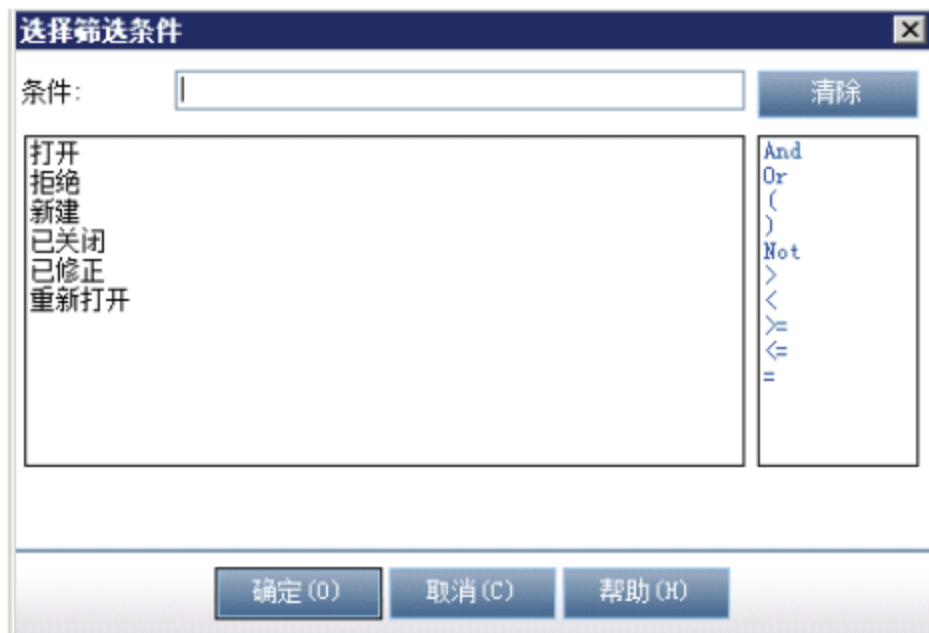 选择筛选条件
条件:
清除
打开
拒绝
新建
已关闭
已修正
重新打开
And
Or
(
)
Not
>
<
>=
<=
=
确定(O)
取消(C)
帮助(H)